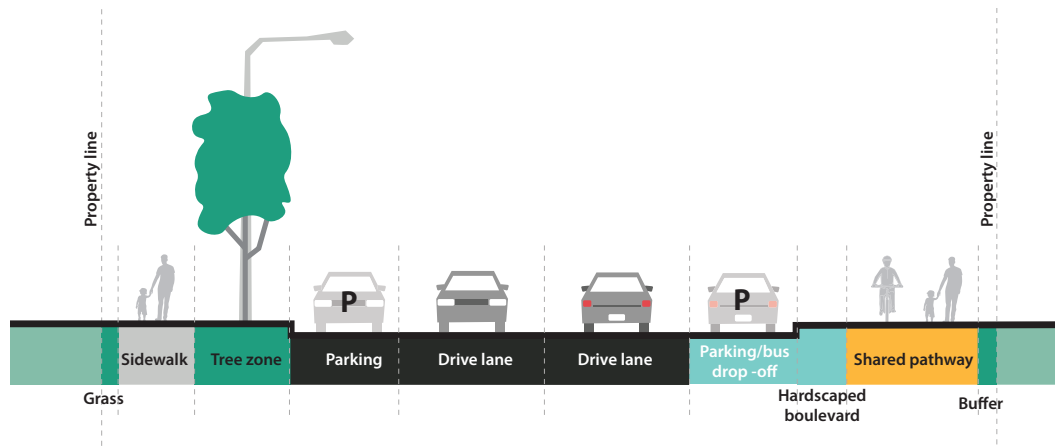 Property line
Property line
P
P
Sidewalk
Tree zone
Parking
Drive lane
Drive lane
Parking/bus
drop -off
Shared pathway
Grass
Hardscaped
boulevard
Buffer